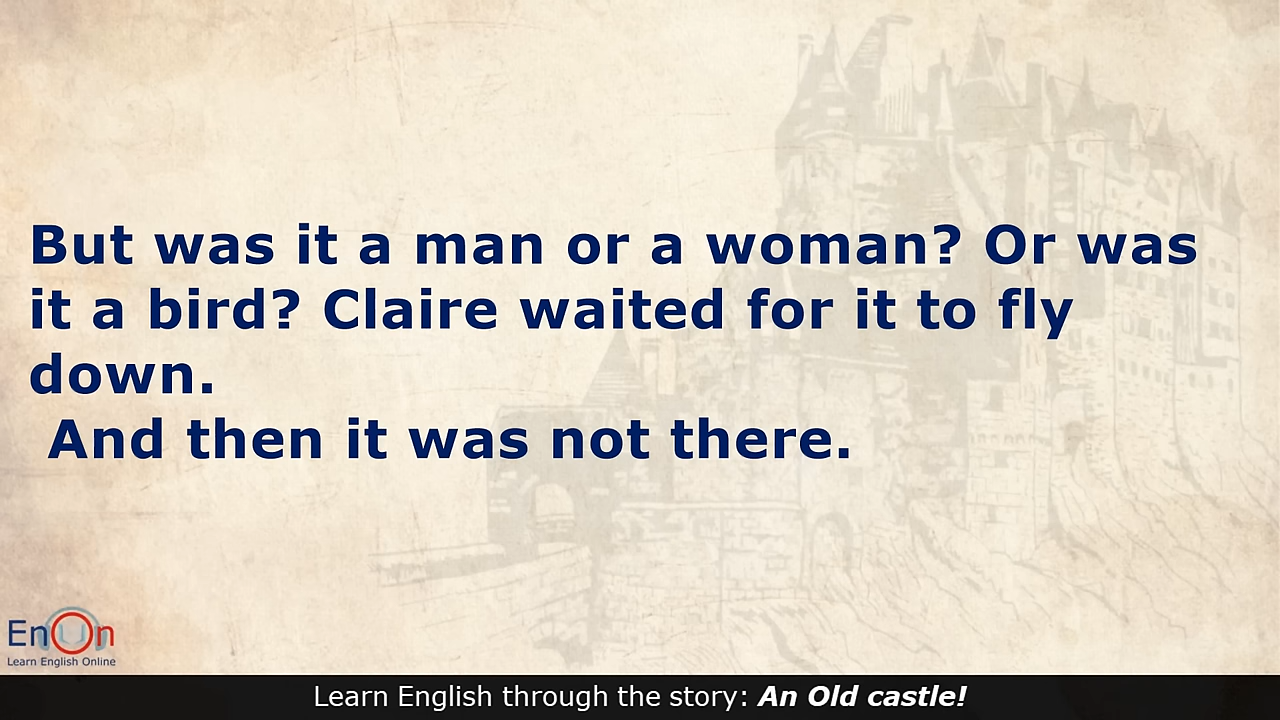 But was it a man or a woman? Or was
it a bird? Claire waited for it to fly
down.
And then it was not there.
EnOn
Learn English Online
Learn English through the story: An Old castle!